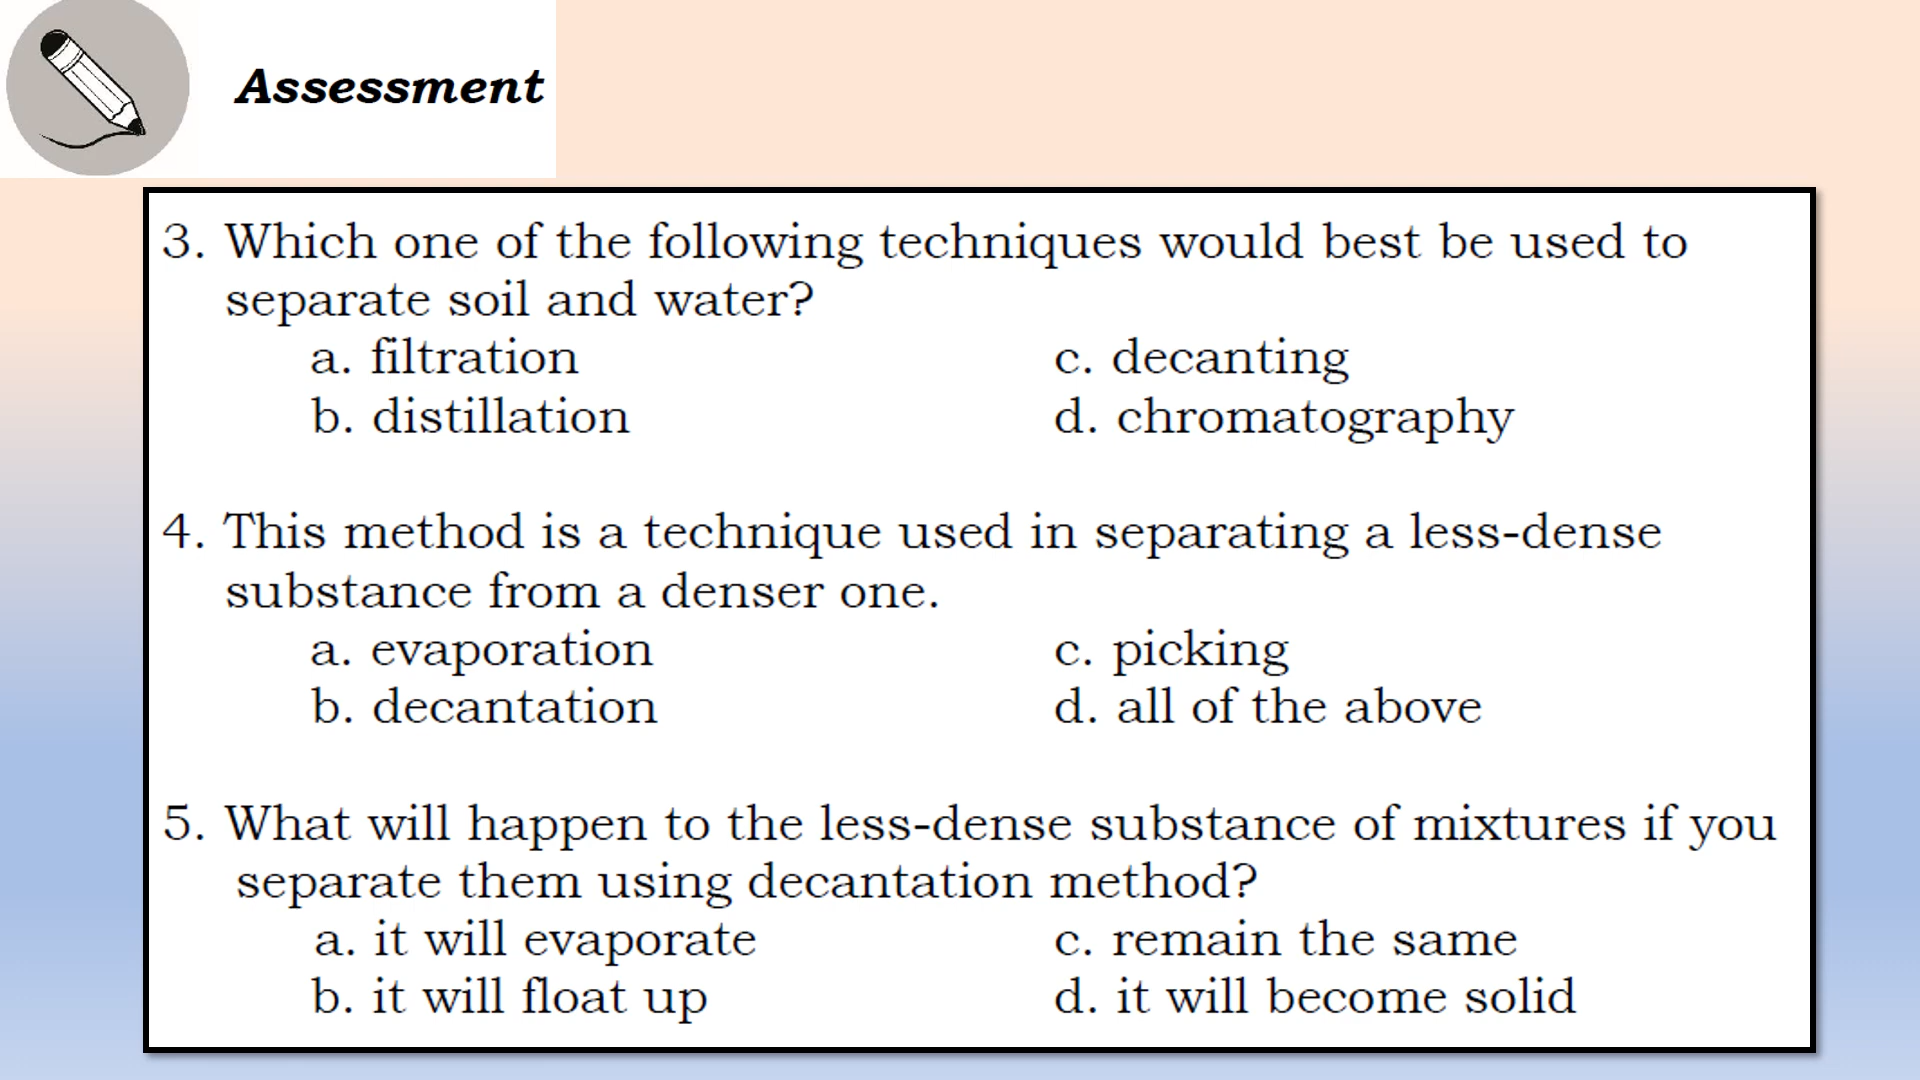 Assessment
3. Which one of the following techniques would best be used to
separate soil and water?
a. filtration c. decanting
b. distillation d. chromatography
4. This method is a technique used in separating a less-dense
substance from a denser one.
a. evaporation c. picking
b. decantation d. all of the above
5. What will happen to the less-dense substance of mixtures if you
separate them using decantation method?
a. it will evaporate c. remain the same
b. it will float up d. it will become solid